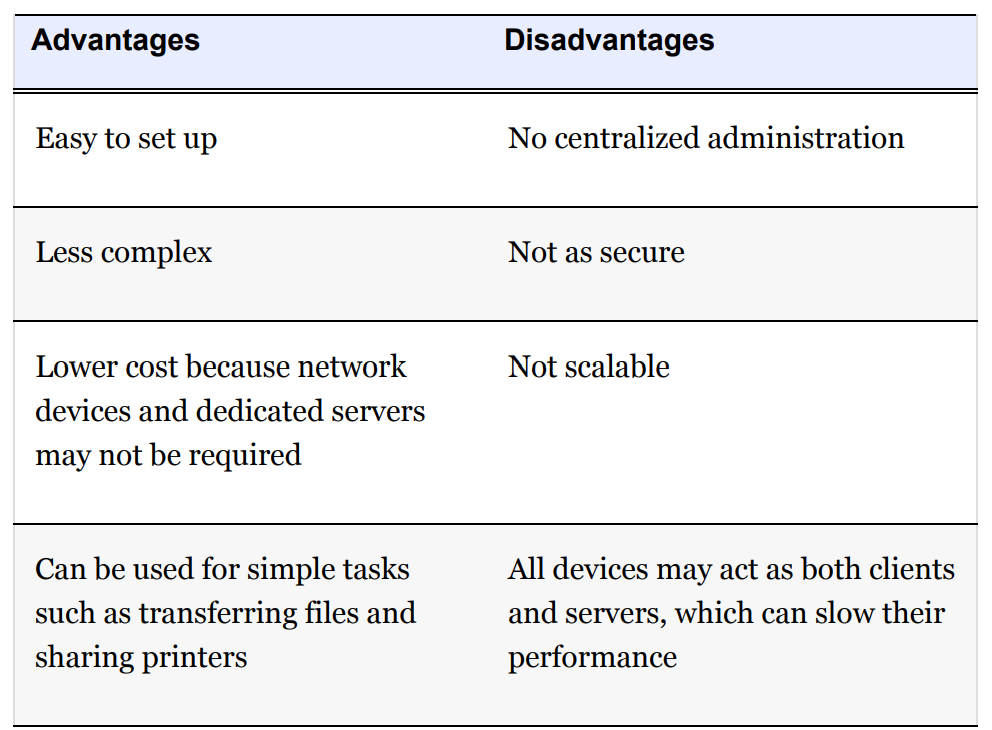 Advantages
Disadvantages
Easy to set up
No centralized administration
Less complex
Not as secure
Lower cost because network
devices and dedicated servers
may not be required
Not scalable
Can be used for simple tasks
such as transferring files and
sharing printers
All devices may act as both clients
and servers, which can slow their
performance